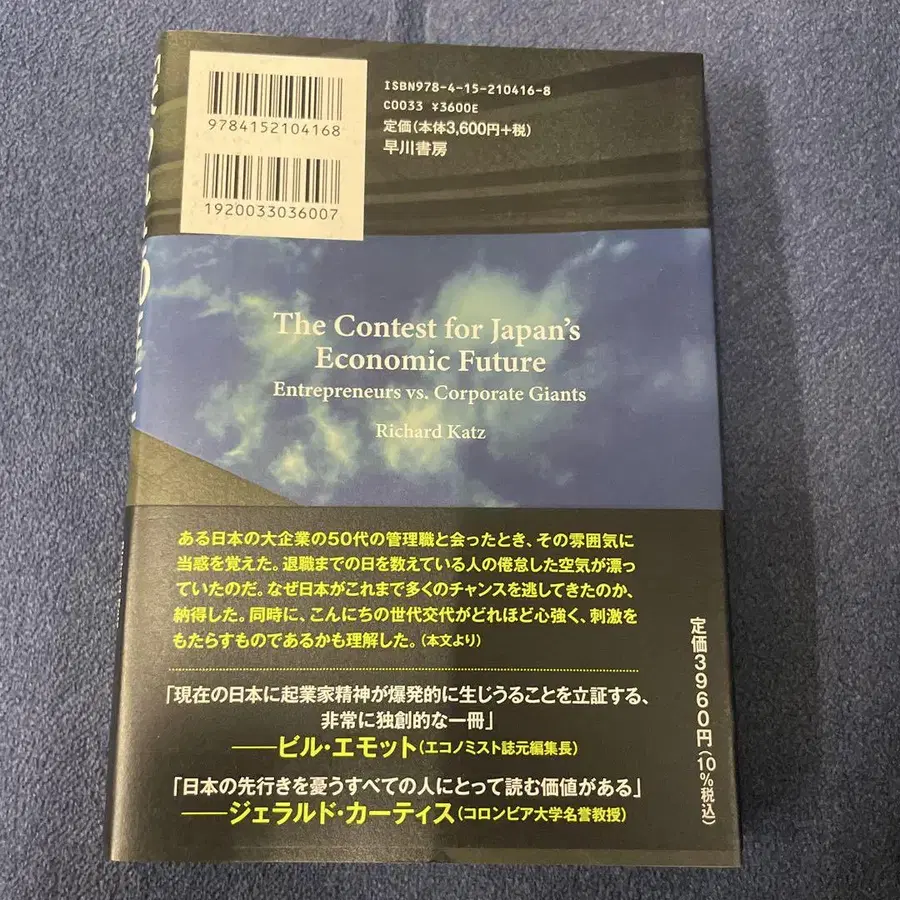 9784152104168
1920033036007
ISBN978-4-15-210416-8
C0033 ¥3600E
定価(本体3,600円+税)
早川書房
The Contest for Japan's
Economic Future
Entrepreneurs vs. Corporate Giants
Richard Katz
ある日本の大企業の50代の管理職と会ったとき、その雰囲気に
当惑を覚えた。退職までの日を数えている人の倦怠した空気が漂っ
ていたのだ。なぜ日本がこれまで多くのチャンスを逃してきたのか、
納得した。同時に、こんにちの世代交代がどれほど心強く、刺激を
もたらすものであるかも理解した。(本文より)
「現在の日本に起業家精神が爆発的に生じうることを立証する、
非常に独創的な一冊」
――ビル・エモット(エコノミスト誌元編集長)
「日本の先行きを憂うすべての人にとって読む価値がある」
――ジェラルド・カーティス(コロンビア大学名誉教授)
定価3960円(10%税込)